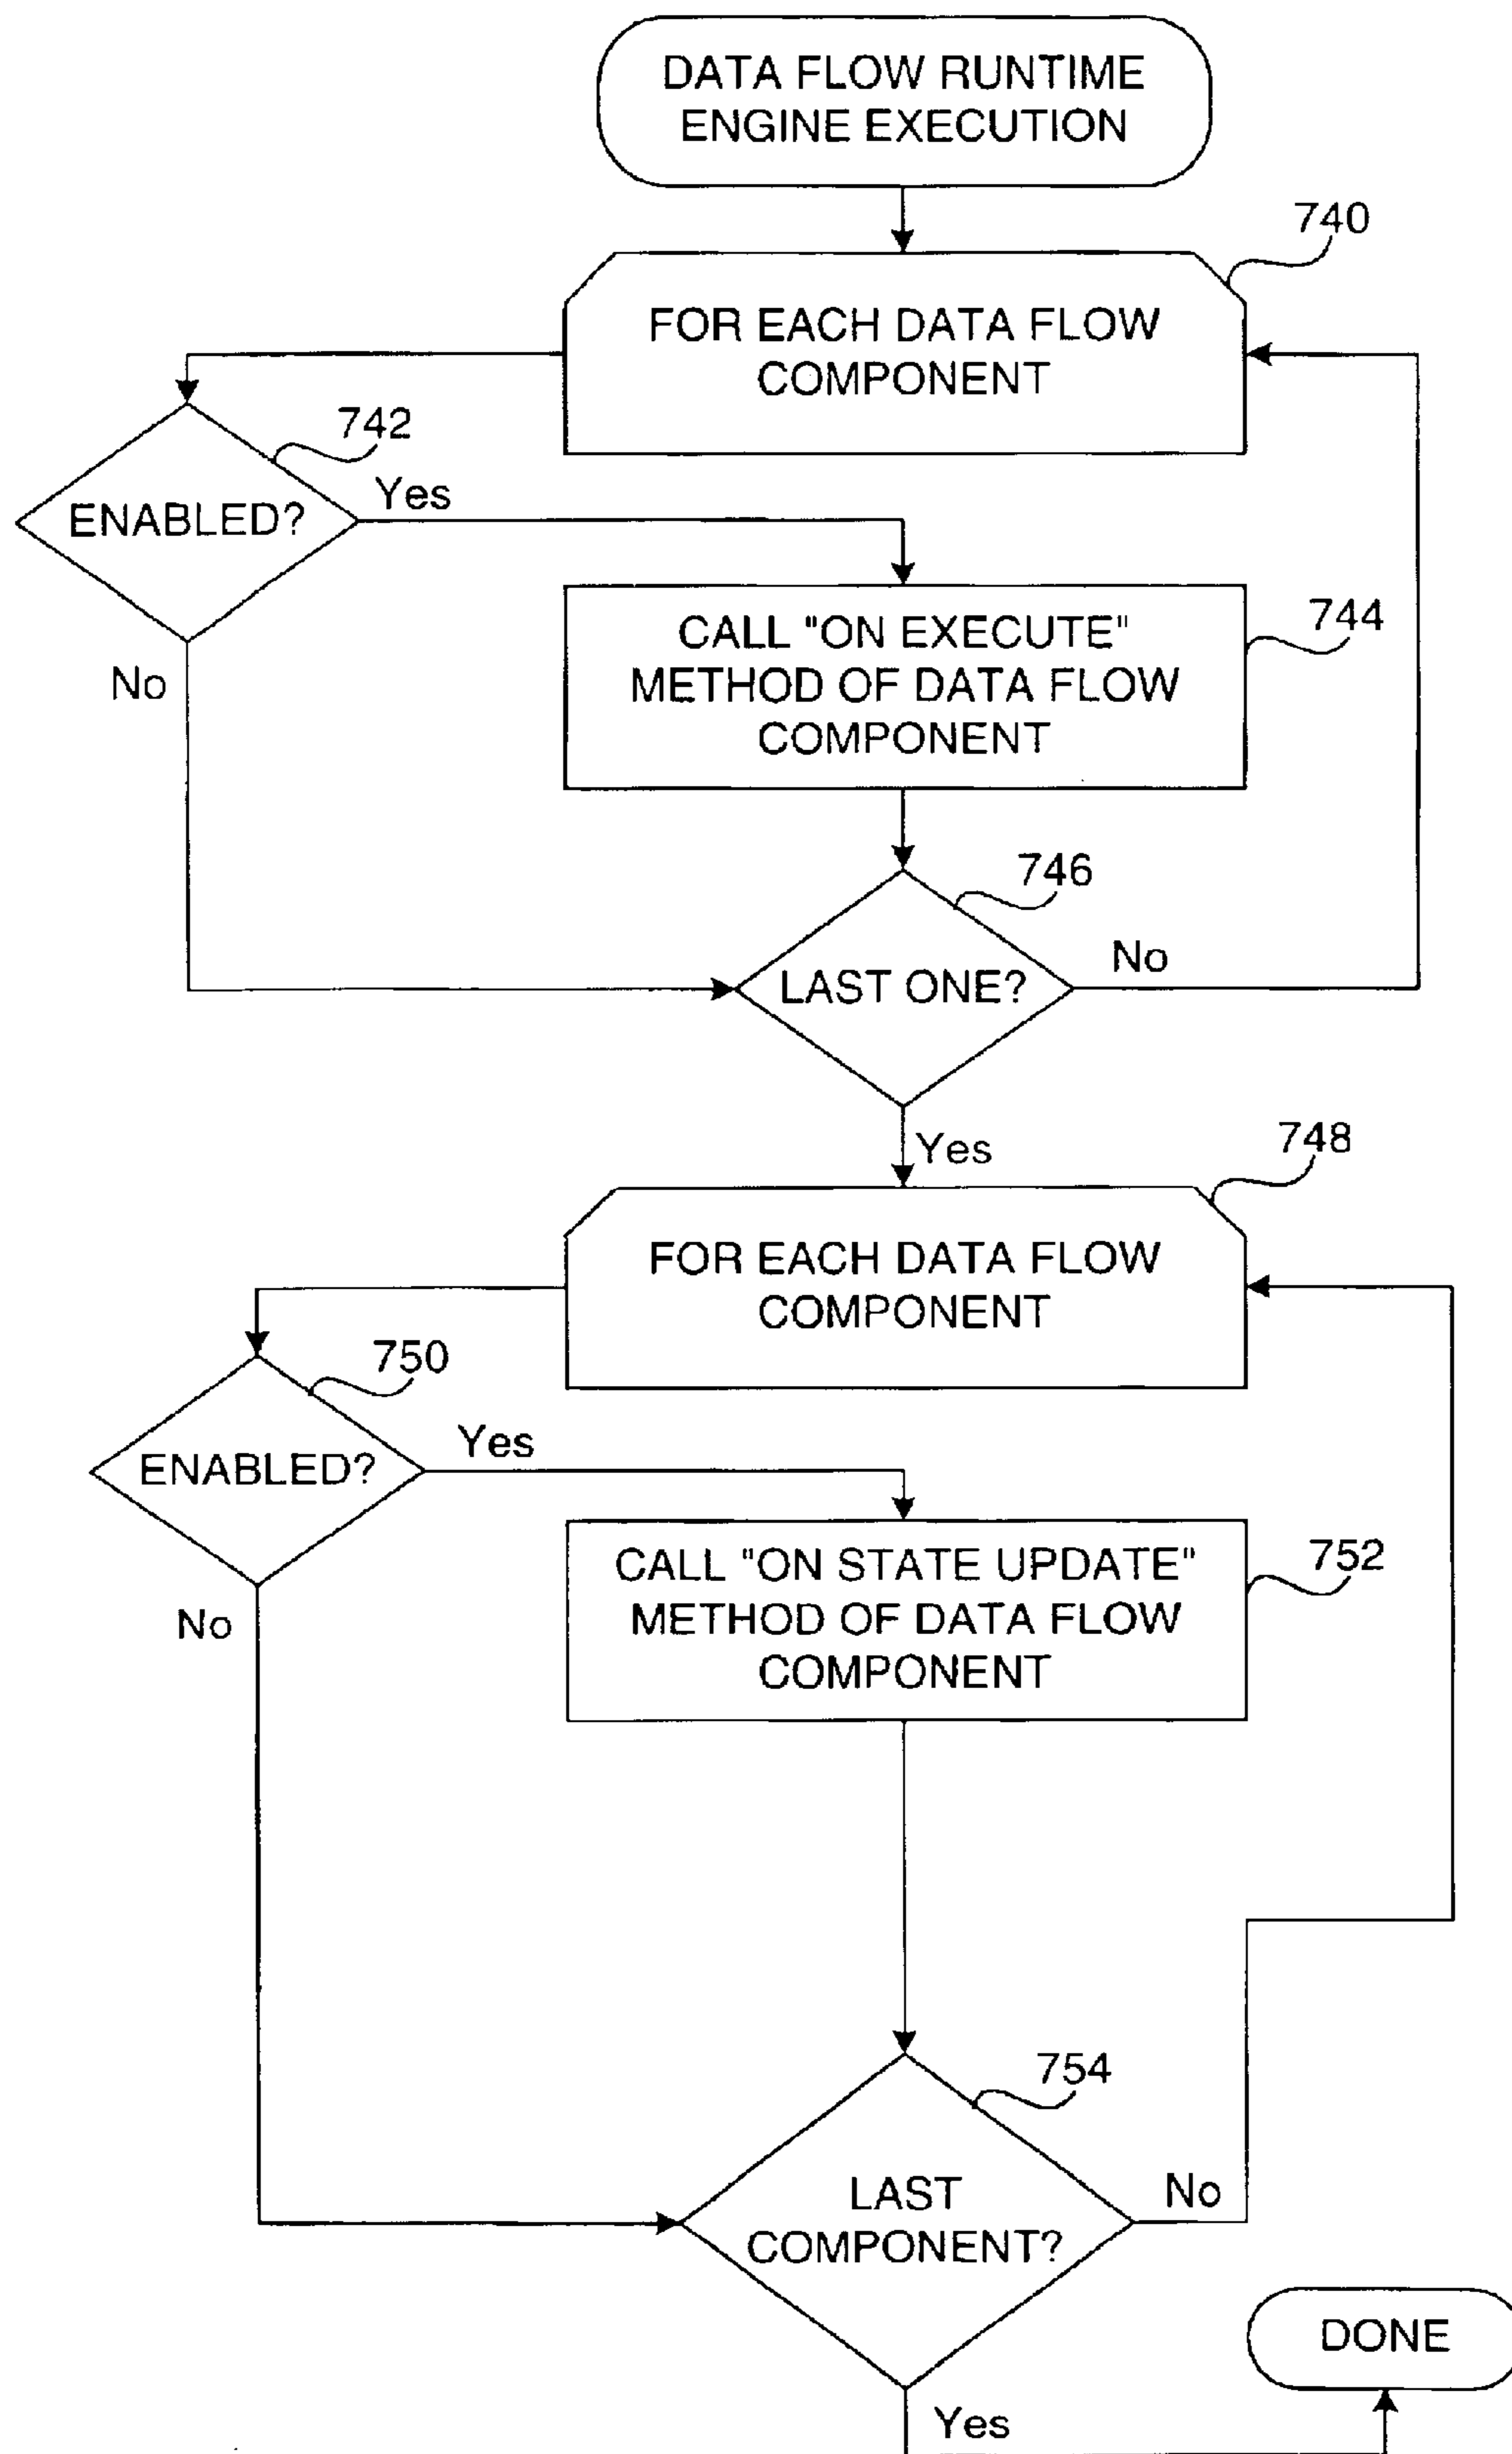 DATA FLOW RUNTIME
ENGINE EXECUTION
740
FOR EACH DATA FLOW
COMPONENT
742
ENABLED?
Yes
No
CALL "ON EXECUTE"
METHOD OF DATA FLOW
COMPONENT
744
746
LAST ONE?
No
Yes
748
FOR EACH DATA FLOW
COMPONENT
750
ENABLED?
Yes
No
CALL "ON STATE UPDATE"
METHOD OF DATA FLOW
COMPONENT
752
754
LAST
COMPONENT?
No
Yes
DONE